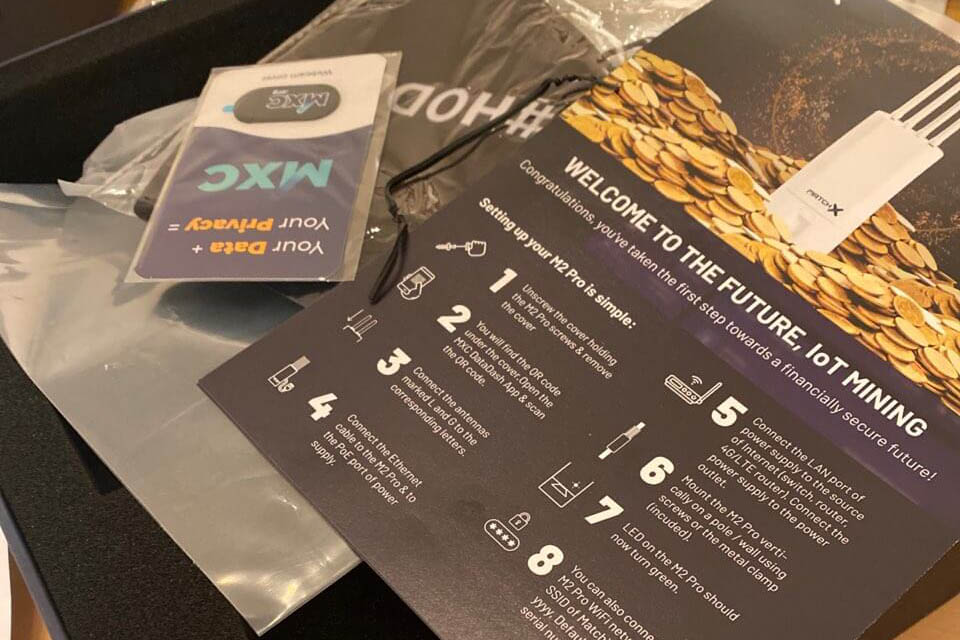 Webcam cover
MXC
.org
MXC
Your Data +
Your Privacy =
#HOD
MATCHX
WELCOME TO THE FUTURE, IoT MINING
Congratulations, you've taken the first step towards a financially secure future!
Setting up your M2 Pro is simple:
1
Unscrew the cover holding
the M2 Pro screws & remove
the cover
2
You will find the QR code
under the cover.Open the
MXC DataDash App & scan
the QR code.
3
Connect the antennas
marked L and G to the
corresponding letters.
4
Connect the Ethernet
cable to the M2 Pro & to
the PoE port of power
supply.
5
Connect the LAN port of
power supply to the source
of internet (switch, router,
4G/LTE router). Connect the
power supply to the power
outlet.
6
Mount the M2 Pro verti-
cally on a pole / wall using
screws or the metal clamp
(incuded).
7
LED on the M2 Pro should
now turn green.
8
You can also conne
M2 Pro WiFi netw
SSID of Match
yyyy. Defau
serial nu